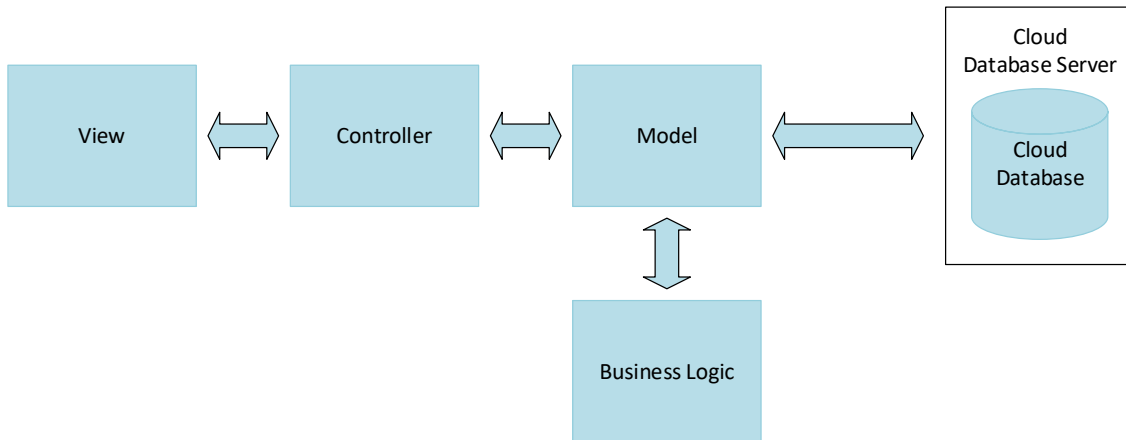 Cloud
Database Server
View
Controller
Model
Cloud
Database
Business Logic